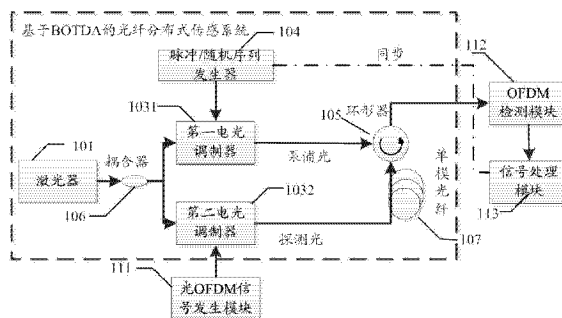 基于BOTDA的光纤分布式传感系统
104
脉冲/随机序列
发生器
同步
112
OFDM
检测模块
1031
第一电光
调制器
105
环形器
泵浦光
101
激光器
耦合器
106
1032
第二电光
调制器
探测光
单模光纤
107
信号处理
模块
113
111
光OFDM信
号发生模块